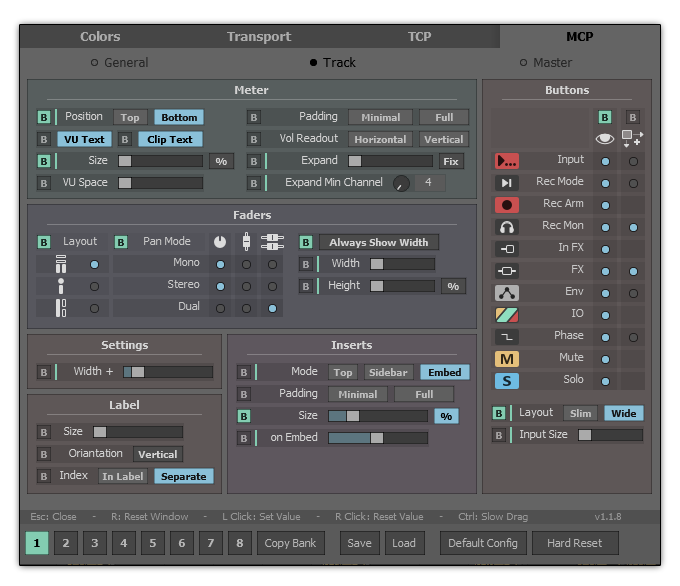 Colors Transport TCP MCP
General Track Master
Meter
B Position Top Bottom B Padding Minimal Full
B VU Text B Clip Text B Vol Readout Horizontal Vertical
B Size % B Expand Fix
B VU Space B Expand Min Channel 4
Faders
B Layout B Pan Mode B Always Show Width
Mono B Width
Stereo B Height %
Dual
Settings
B Width +
Label
B Size
B Oriantation Vertical
B Index In Label Separate
Inserts
B Mode Top Sidebar Embed
B Padding Minimal Full
B Size %
B on Embed
Buttons
B B
Input
Rec Mode
Rec Arm
Rec Mon
In FX
FX
Env
IO
Phase
M Mute
S Solo
B Layout Slim Wide
B Input Size
Esc: Close - R: Reset Window - L Click: Set Value - R Click: Reset Value - Ctrl: Slow Drag v1.1.8
1 2 3 4 5 6 7 8 Copy Bank Save Load Default Config Hard Reset